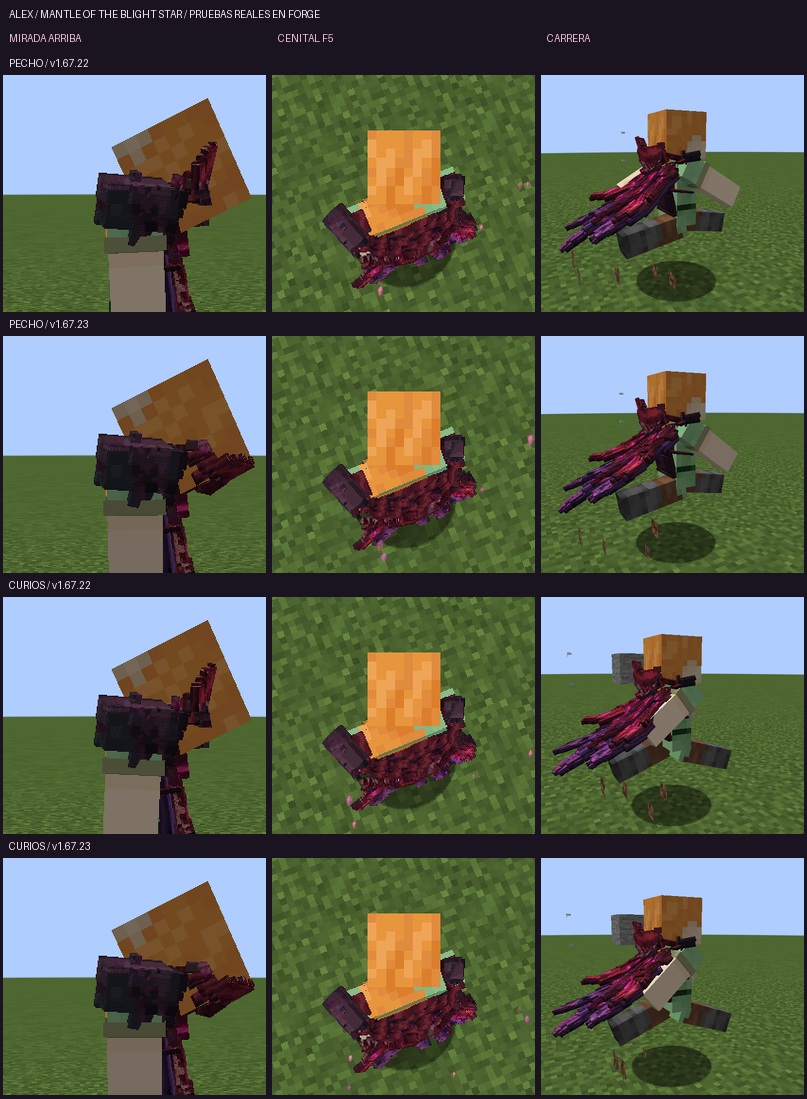 ALEX / MANTLE OF THE BLIGHT STAR / PRUEBAS REALES EN FORGE
MIRADA ARRIBA CENITAL F5 CARRERA
PECHO / v1.67.22
PECHO / v1.67.23
CURIOS / v1.67.22
CURIOS / v1.67.23